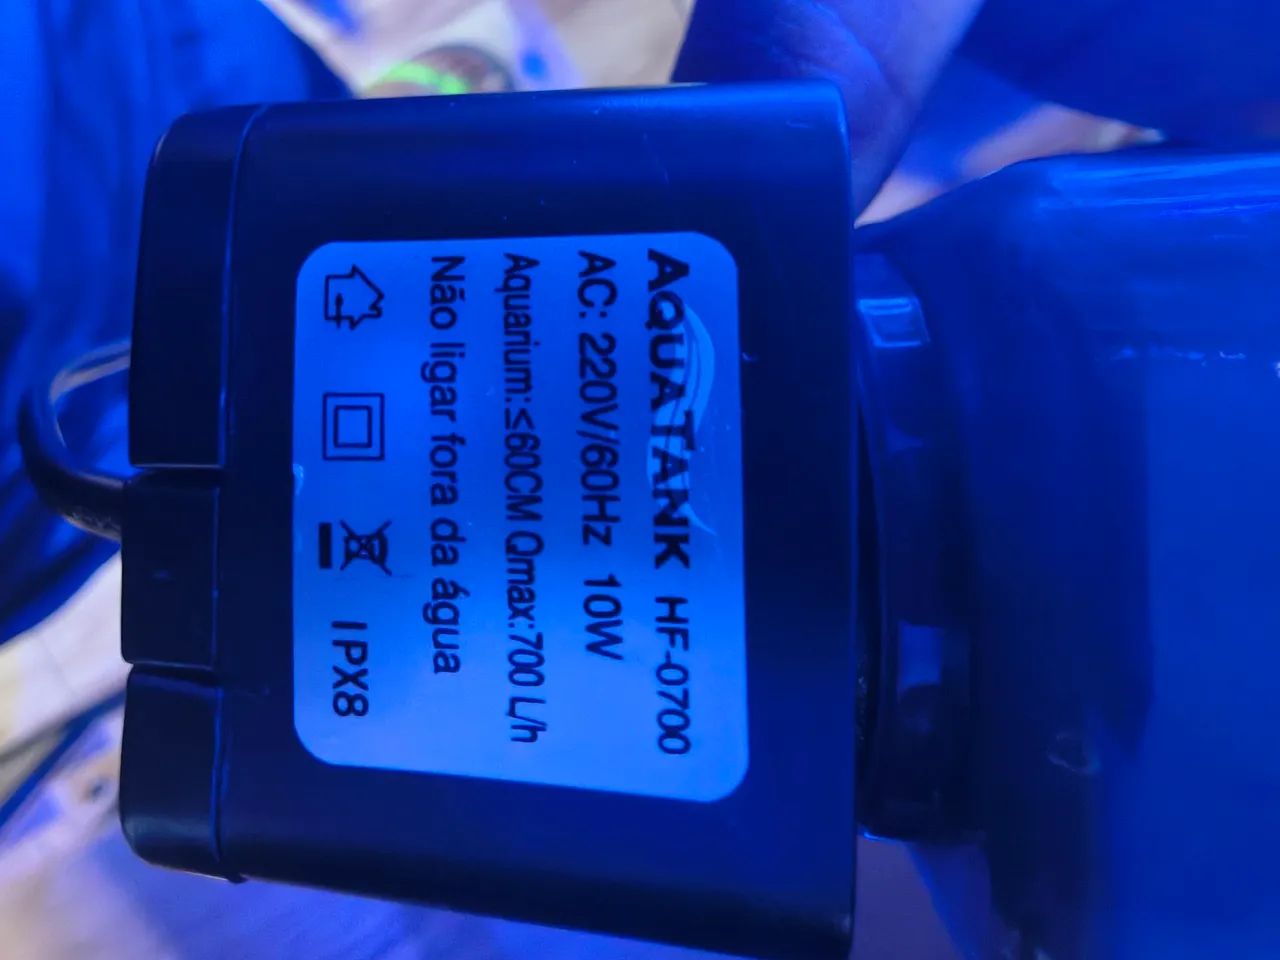 AQUATANK HF-0700
AC: 220V/60Hz 10W
Aquarium:≤60CM Qmax:700 L/h
Não ligar fora da água
IPX8